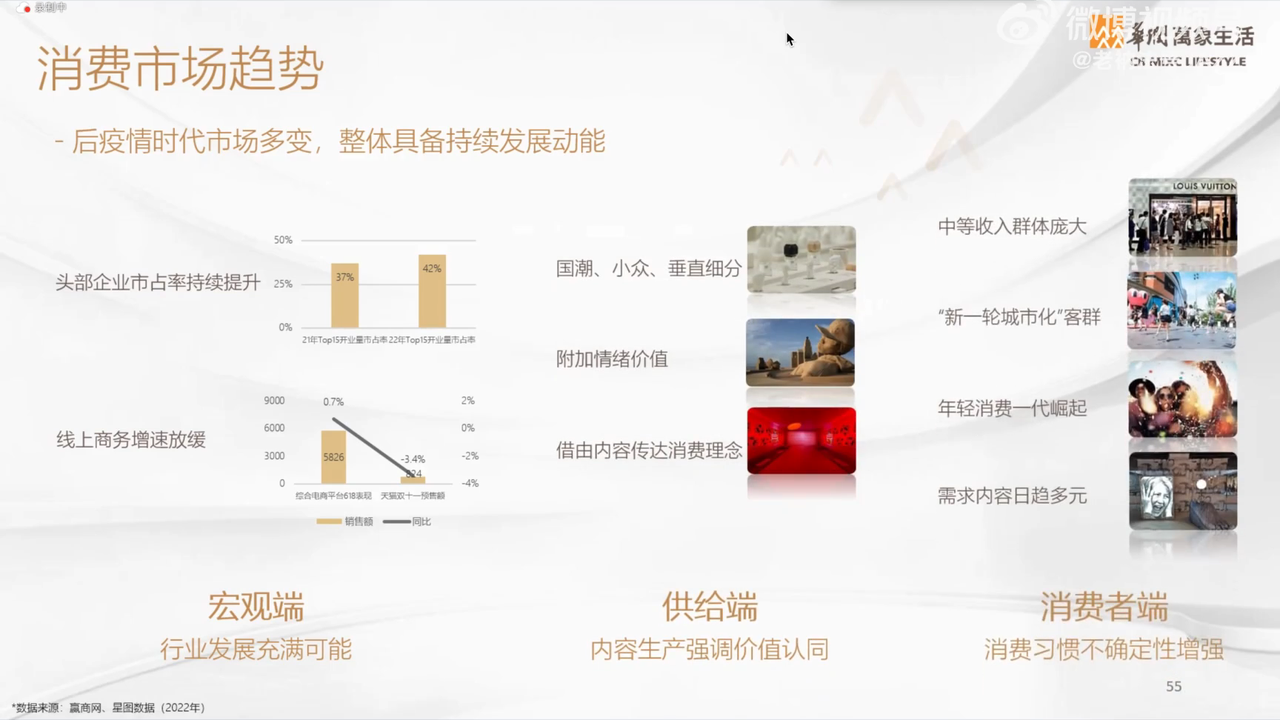 录制中
消费市场趋势
- 后疫情时代市场多变，整体具备持续发展动能
微博视频
万象生活
头部企业市占率持续提升
50%
25%
0%
37%
42%
21年Top15开业量市占率 22年Top15开业量市占率
线上商务增速放缓
9000
6000
3000
0
2%
0%
-2%
-4%
0.7%
-3.4%
5826
824
综合电商平台618表现 天猫双十一预售额
销售额 同比
宏观端
行业发展充满可能
国潮、小众、垂直细分
附加情绪价值
借由内容传达消费理念
供给端
内容生产强调价值认同
中等收入群体庞大
LOUIS VUITTON
“新一轮城市化”客群
年轻消费一代崛起
需求内容日趋多元
消费者端
消费习惯不确定性增强
55
*数据来源：赢商网、星图数据（2022年）